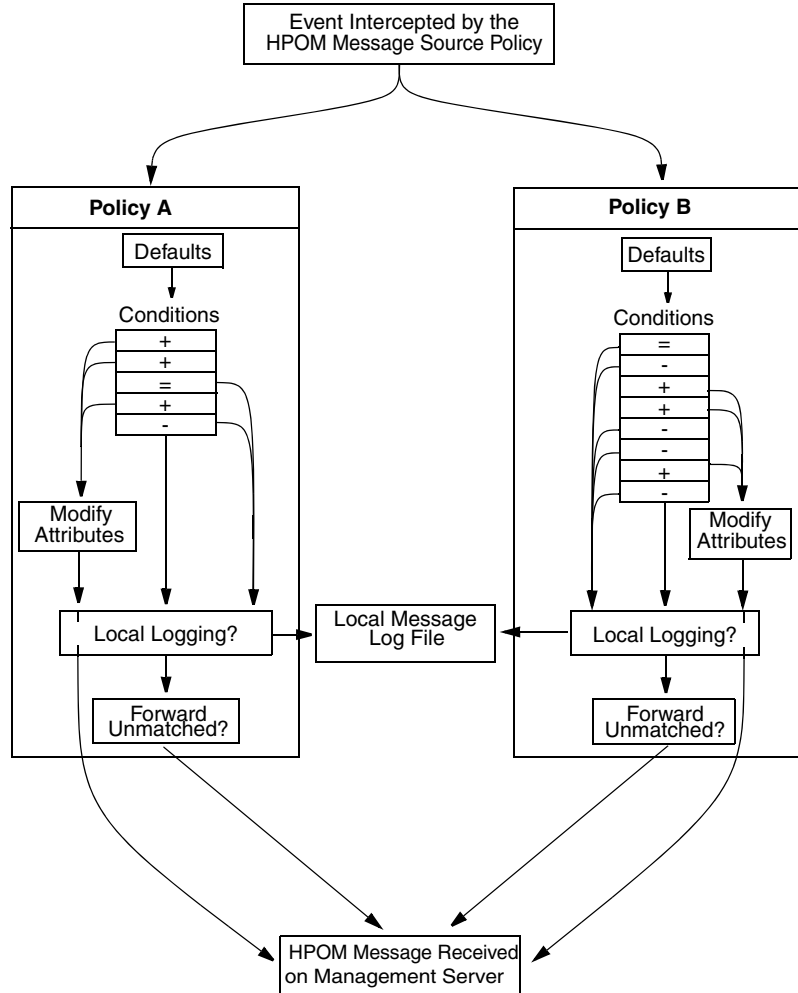 Event Intercepted by the
HPOM Message Source Policy
Policy A
Defaults
Conditions
+
+
=
+
-
Modify
Attributes
Local Logging?
Forward
Unmatched?
Local Message
Log File
Policy B
Defaults
Conditions
=
-
+
+
-
-
+
-
Modify
Attributes
Local Logging?
Forward
Unmatched?
HPOM Message Received
on Management Server